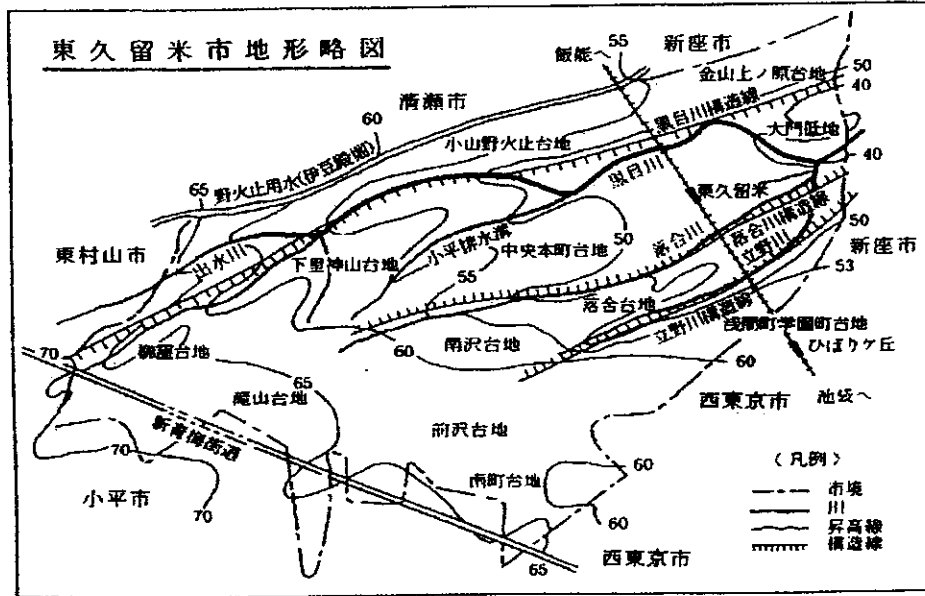 東久留米市地形略図
飯能へ
55
新座市
金山上ノ原台地
50
40
清瀬市
60
黒目川構造線
大門低地
小山野火止台地
40
野火止用水(伊豆殿堀)
65
黒目川
東久留米
落合川構造線
50
東村山市
出水川
下里神山台地
小平排水溝
中央本町台地
50
落合川
立野川
新座市
55
53
落合台地
立野川構造線
浅間町学園町台地
70
柳窪台地
60
南沢台地
60
ひばりヶ丘
65
滝山台地
西東京市
池袋へ
新青梅街道
前沢台地
70
小平市
70
南町台地
60
60
65
西東京市
(凡例)
市境
川
昇高線
構造線